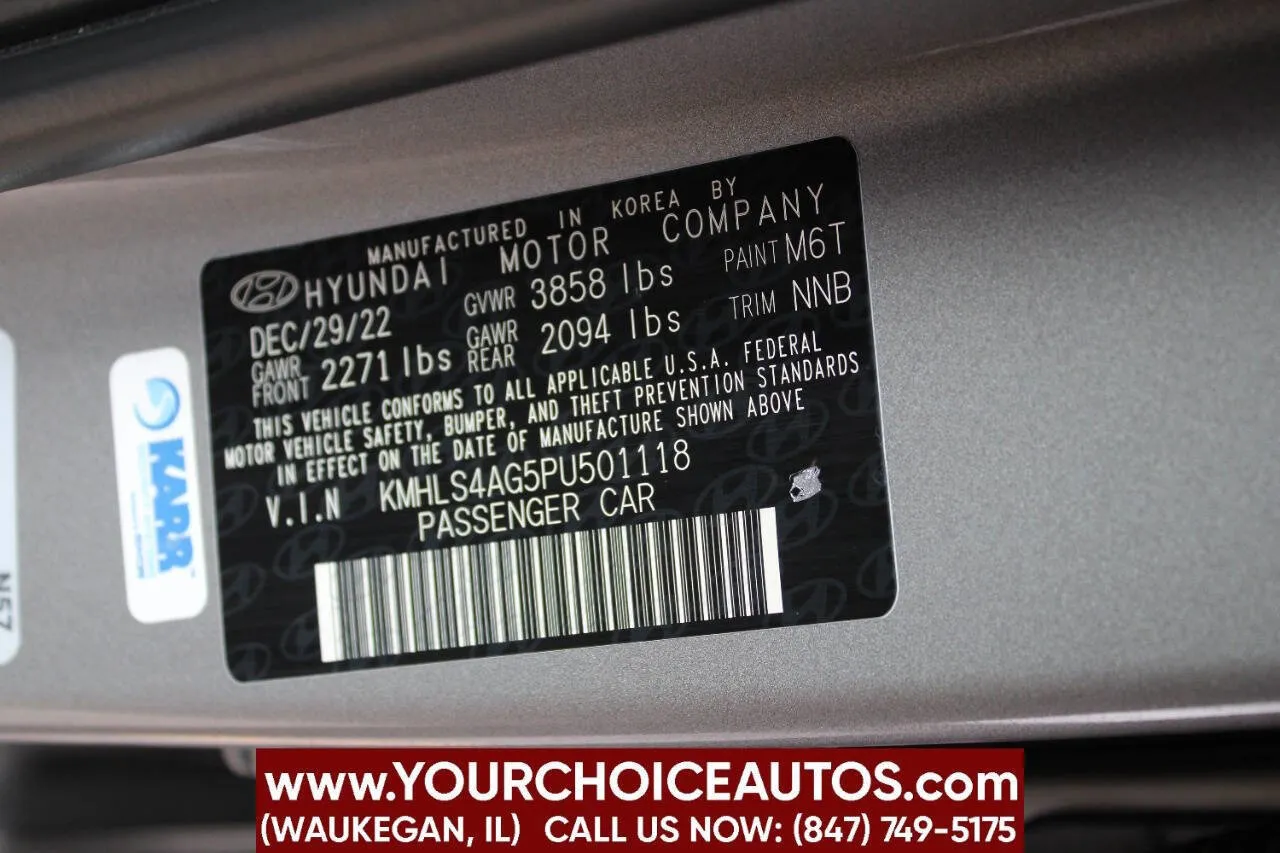 MANUFACTURED IN KOREA BY
HYUNDAI MOTOR COMPANY
DEC/29/22 GVWR 3858 lbs PAINT M6T
GAWR FRONT 2271 lbs GAWR REAR 2094 lbs TRIM NNB
THIS VEHICLE CONFORMS TO ALL APPLICABLE U.S.A. FEDERAL
MOTOR VEHICLE SAFETY, BUMPER, AND THEFT PREVENTION STANDARDS
IN EFFECT ON THE DATE OF MANUFACTURE SHOWN ABOVE
V.I.N KMHLS4AG5PU501118
PASSENGER CAR
KARR
N57
www.YOURCHOICEAUTOS.com
(WAUKEGAN, IL) CALL US NOW: (847) 749-5175